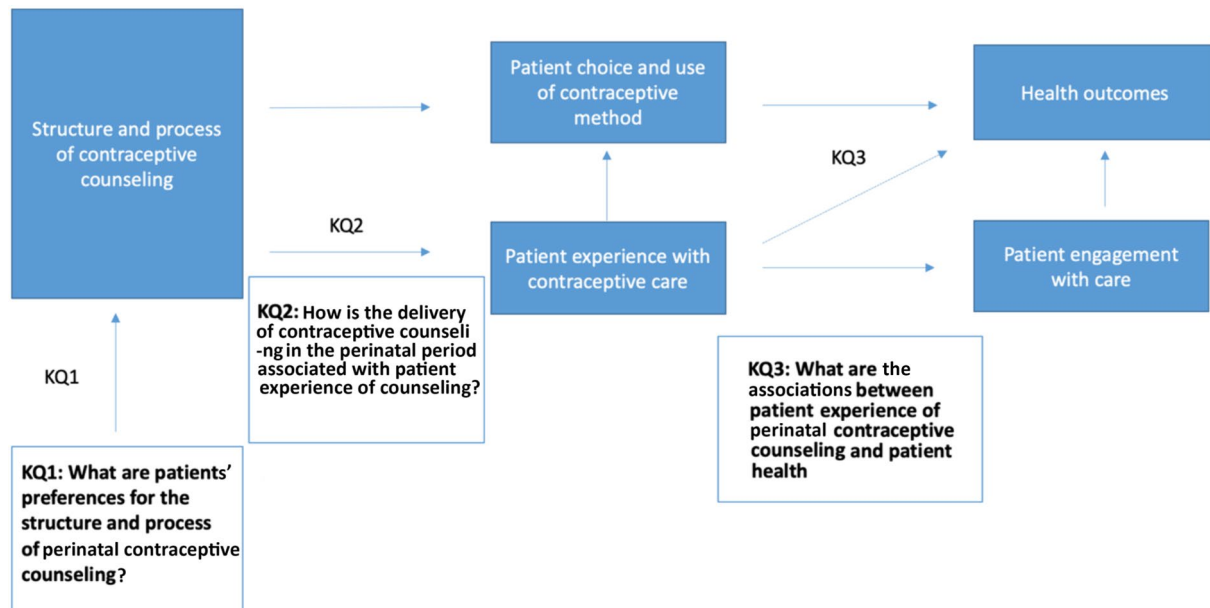 Structure and process
of contraceptive
counseling
Patient choice and use
of contraceptive
method
Health outcomes
KQ3
KQ2
Patient experience with
contraceptive care
Patient engagement
with care
KQ1
KQ2: How is the delivery
of contraceptive counseli
-ng in the perinatal period
associated with patient
experience of counseling?
KQ3: What are the
associations between
patient experience of
perinatal contraceptive
counseling and patient
health
KQ1: What are patients’
preferences for the
structure and process
of perinatal contraceptive
counseling?